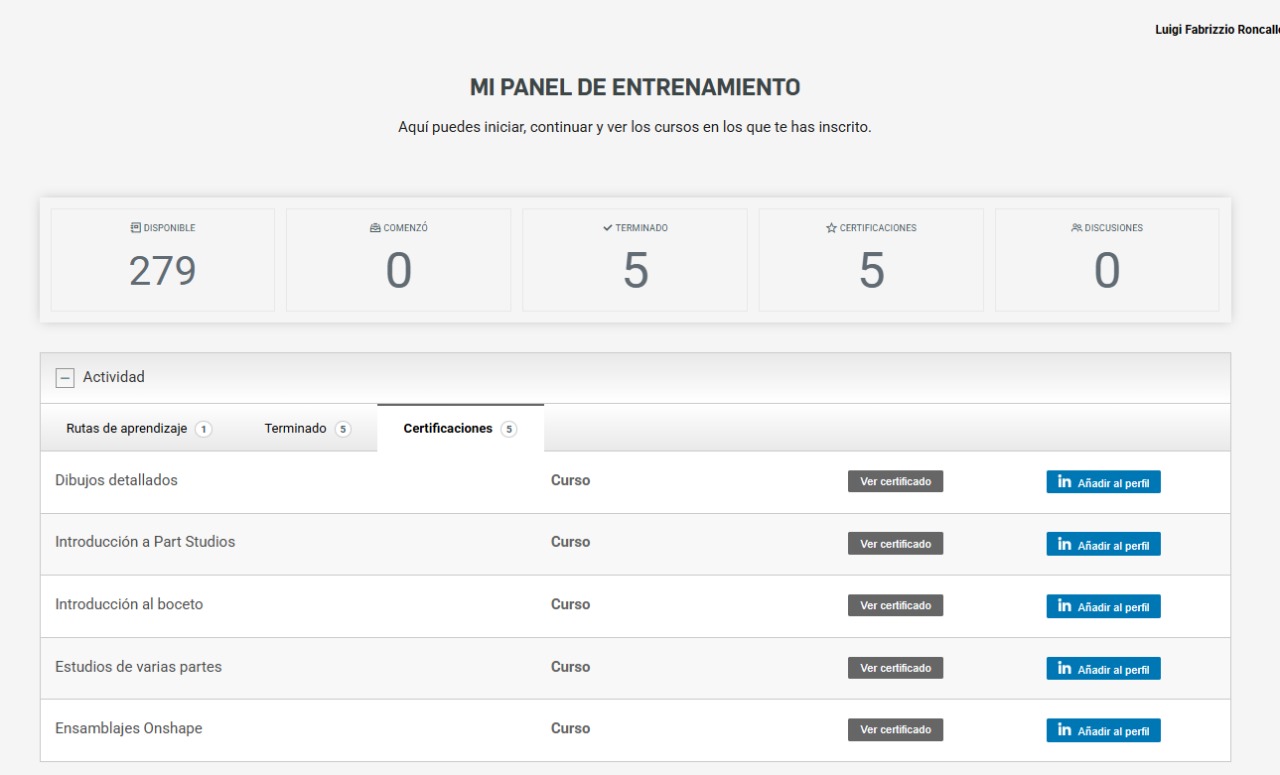 Luigi Fabrizzio
MI PANEL DE ENTRENAMIENTO
Aquí puedes iniciar, continuar y ver los cursos en los que te has inscrito.
DISPONIBLE
279
COMENZÓ
0
TERMINADO
5
CERTIFICACIONES
5
DISCUSIONES
0
Actividad
Rutas de aprendizaje 1 Terminado 5 Certificaciones 5
Dibujos detallados Curso Ver certificado in Añadir al perfil
Introducción a Part Studios Curso Ver certificado in Añadir al perfil
Introducción al boceto Curso Ver certificado in Añadir al perfil
Estudios de varias partes Curso Ver certificado in Añadir al perfil
Ensamblajes Onshape Curso Ver certificado in Añadir al perfil